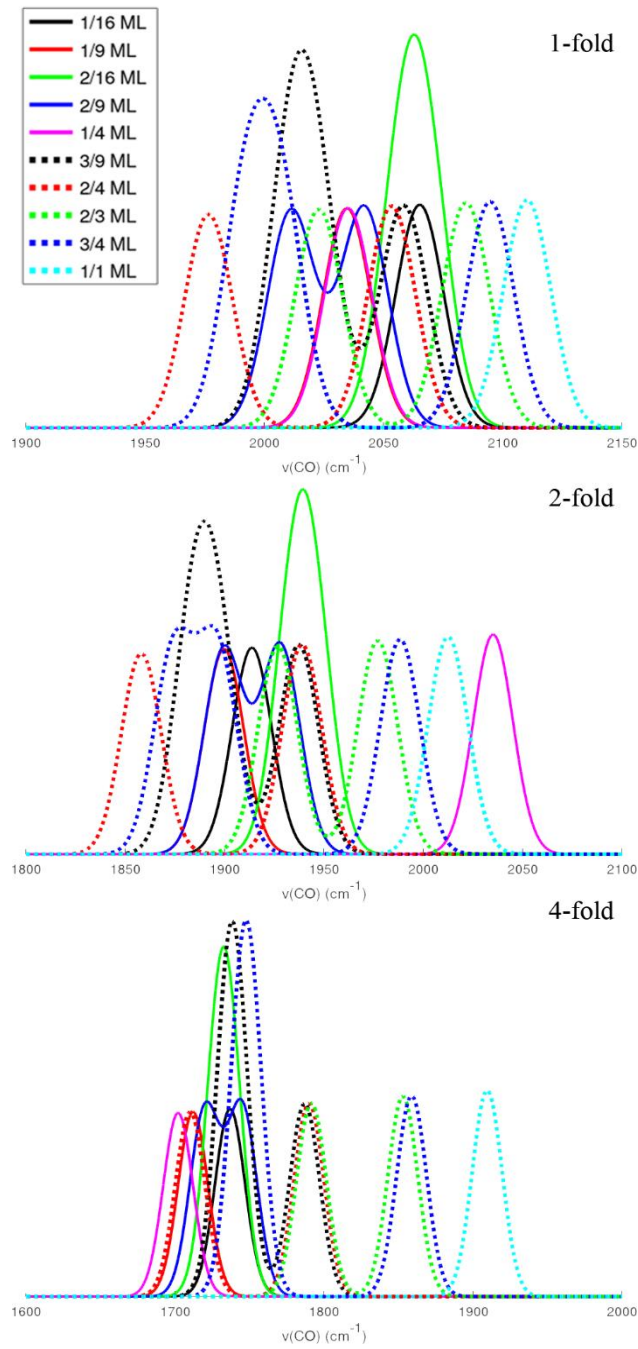 1/16 ML
1/9 ML
2/16 ML
2/9 ML
1/4 ML
3/9 ML
2/4 ML
2/3 ML
3/4 ML
1/1 ML
1-fold
1900 1950 2000 2050 2100 2150
v(CO) (cm⁻¹)
2-fold
1800 1850 1900 1950 2000 2050 2100
v(CO) (cm⁻¹)
4-fold
1600 1700 1800 1900 2000
v(CO) (cm⁻¹)